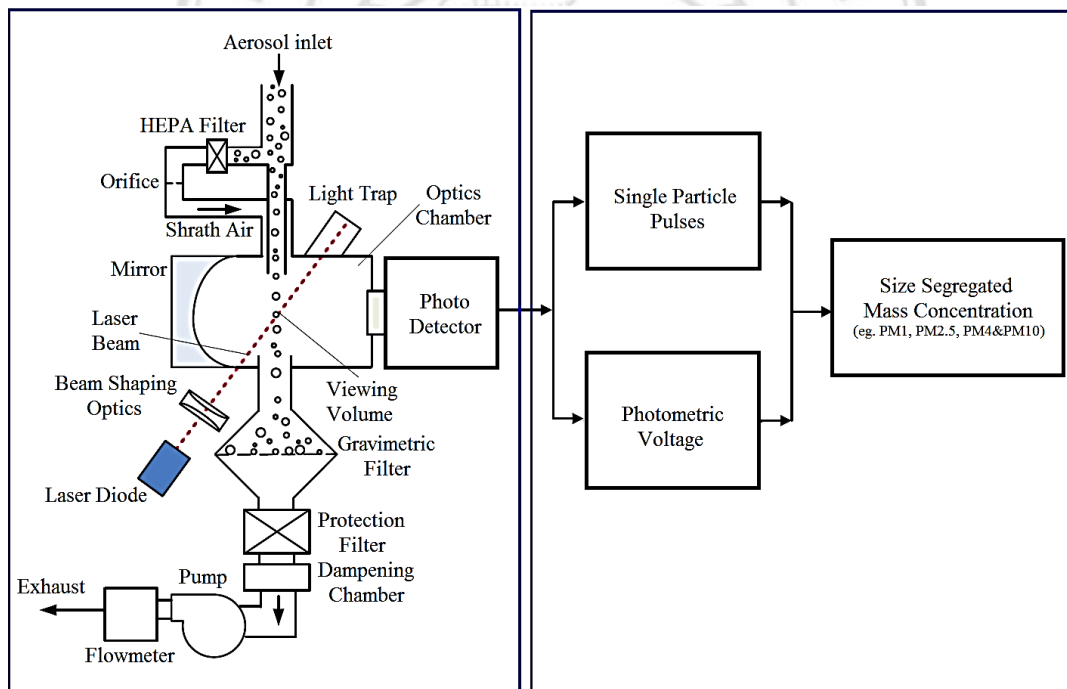 Aerosol inlet
HEPA Filter
Orifice
Shrath Air
Light Trap
Optics
Chamber
Mirror
Photo
Detector
Laser
Beam
Beam Shaping
Optics
Viewing
Volume
Gravimetric
Filter
Laser Diode
Protection
Filter
Dampening
Chamber
Pump
Exhaust
Flowmeter
Single Particle
Pulses
Photometric
Voltage
Size Segregated
Mass Concentration
(eg. PM1, PM2.5, PM4&PM10)